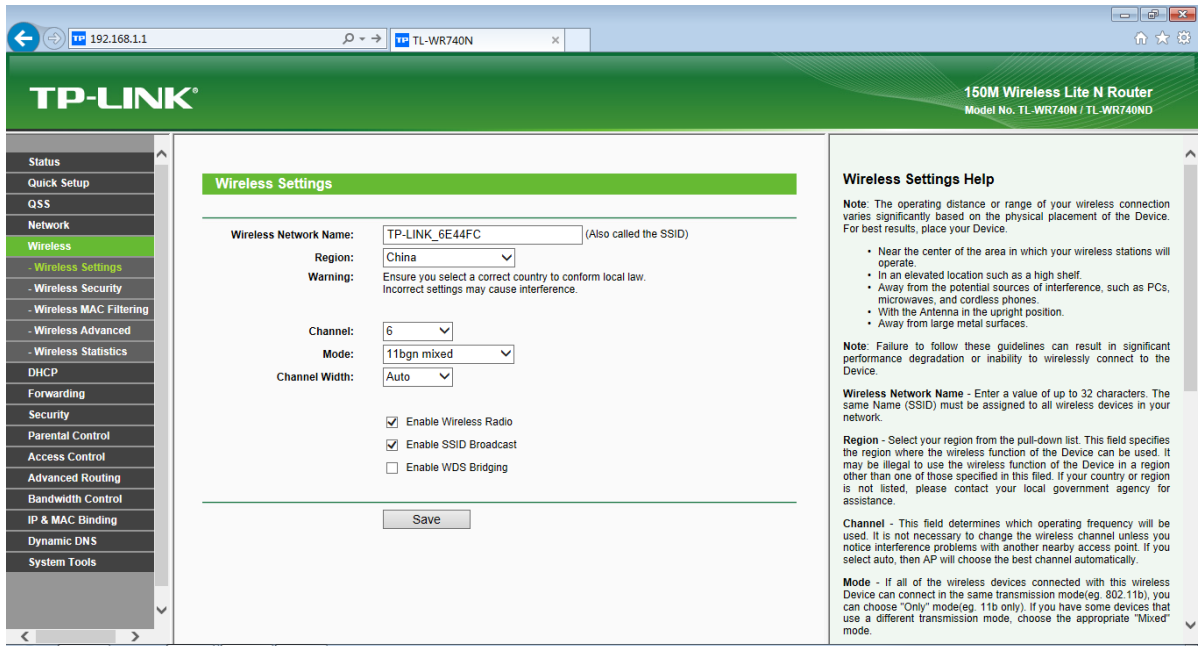 192.168.1.1
TP TL-WR740N
TP-LINK®
150M Wireless Lite N Router
Model No. TL-WR740N / TL-WR740ND
Status
Quick Setup
QSS
Network
Wireless
- Wireless Settings
- Wireless Security
- Wireless MAC Filtering
- Wireless Advanced
- Wireless Statistics
DHCP
Forwarding
Security
Parental Control
Access Control
Advanced Routing
Bandwidth Control
IP & MAC Binding
Dynamic DNS
System Tools
Wireless Settings
Wireless Network Name: TP-LINK_6E44FC (Also called the SSID)
Region: China
Warning: Ensure you select a correct country to conform local law.
Incorrect settings may cause interference.
Channel: 6
Mode: 11bgn mixed
Channel Width: Auto
Enable Wireless Radio
Enable SSID Broadcast
Enable WDS Bridging
Save
Wireless Settings Help
Note: The operating distance or range of your wireless connection
varies significantly based on the physical placement of the Device.
For best results, place your Device.
• Near the center of the area in which your wireless stations will
operate.
• In an elevated location such as a high shelf.
• Away from the potential sources of interference, such as PCs,
microwaves, and cordless phones.
• With the Antenna in the upright position.
• Away from large metal surfaces.
Note: Failure to follow these guidelines can result in significant
performance degradation or inability to wirelessly connect to the
Device.
Wireless Network Name - Enter a value of up to 32 characters. The
same Name (SSID) must be assigned to all wireless devices in your
network.
Region - Select your region from the pull-down list. This field specifies
the region where the wireless function of the Device can be used. It
may be illegal to use the wireless function of the Device in a region
other than one of those specified in this filed. If your country or region
is not listed, please contact your local government agency for
assistance.
Channel - This field determines which operating frequency will be
used. It is not necessary to change the wireless channel unless you
notice interference problems with another nearby access point. If you
select auto, then AP will choose the best channel automatically.
Mode - If all of the wireless devices connected with this wireless
Device can connect in the same transmission mode(eg. 802.11b), you
can choose "Only" mode(eg. 11b only). If you have some devices that
use a different transmission mode, choose the appropriate "Mixed"
mode.